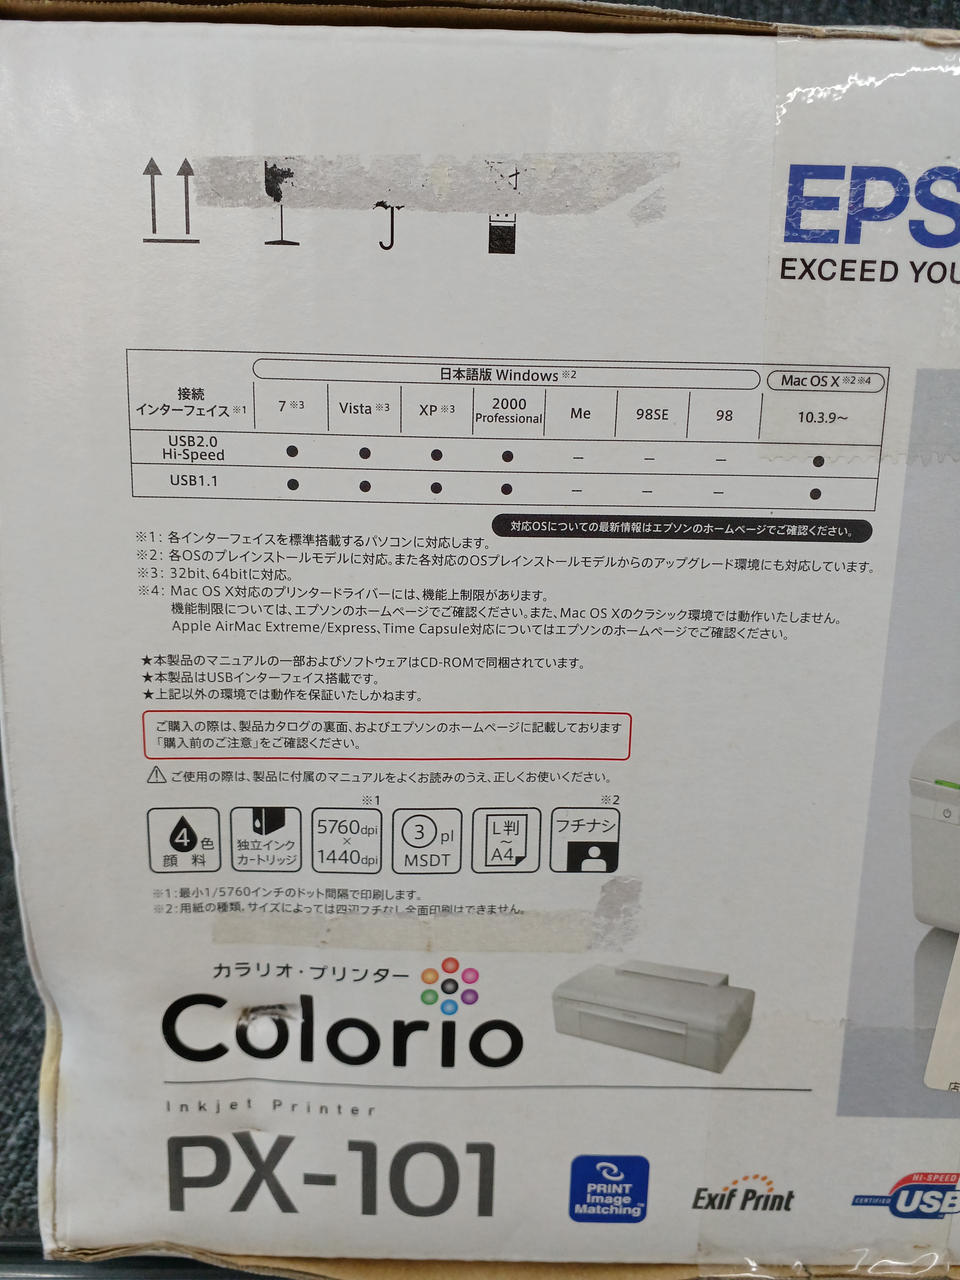 EPS
EXCEED YOU
接続
インターフェイス※1
日本語版 Windows※2
Mac OS X※2※4
7※3 Vista※3 XP※3 2000 Professional Me 98SE 98 10.3.9〜
USB2.0 Hi-Speed ● ● ● ● − − − ●
USB1.1 ● ● ● ● − − − ●
対応OSについての最新情報はエプソンのホームページでご確認ください。
※1: 各インターフェイスを標準搭載するパソコンに対応します。
※2: 各OSのプレインストールモデルに対応。また各対応のOSプレインストールモデルからのアップグレード環境にも対応しています。
※3: 32bit、64bitに対応。
※4: Mac OS X対応のプリンタードライバーには、機能上制限があります。
機能制限については、エプソンのホームページでご確認ください。また、Mac OS Xのクラシック環境では動作いたしません。
Apple AirMac Extreme/Express、Time Capsule対応についてはエプソンのホームページでご確認ください。
★本製品のマニュアルの一部およびソフトウェアはCD-ROMで同梱されています。
★本製品はUSBインターフェイス搭載です。
★上記以外の環境では動作を保証いたしかねます。
ご購入の際は、製品カタログの裏面、およびエプソンのホームページに記載しております
「購入前のご注意」をご確認ください。
⚠ご使用の際は、製品に付属のマニュアルをよくお読みのうえ、正しくお使いください。
4色
顔料
独立インク
カートリッジ
※1
5760dpi
×
1440dpi
3 pl
MSDT
L判
〜
A4
※2
フチナシ
※1:最小1/5760インチのドット間隔で印刷します。
※2:用紙の種類、サイズによっては四辺フチなし全面印刷はできません。
カラリオ・プリンター
Colorio
Inkjet Printer
PX-101
PRINT
Image
Matching™
Exif Print
HI-SPEED
CERTIFIED
USB
店